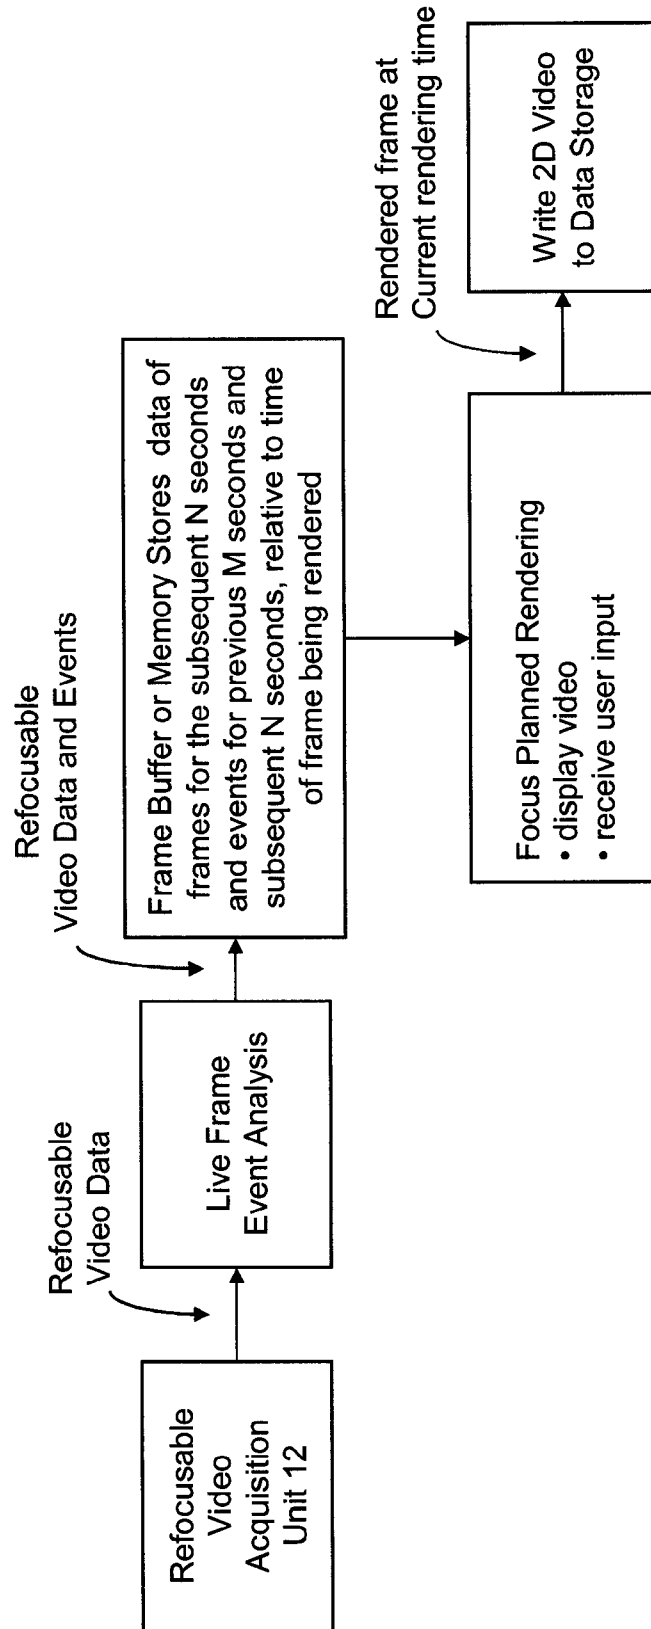 Refocusable
Video
Acquisition
Unit 12
Refocusable
Video Data
Live Frame
Event Analysis
Refocusable
Video Data and Events
Frame Buffer or Memory Stores data of
frames for the subsequent N seconds
and events for previous M seconds and
subsequent N seconds, relative to time
of frame being rendered
Focus Planned Rendering
• display video
• receive user input
Rendered frame at
Current rendering time
Write 2D Video
to Data Storage